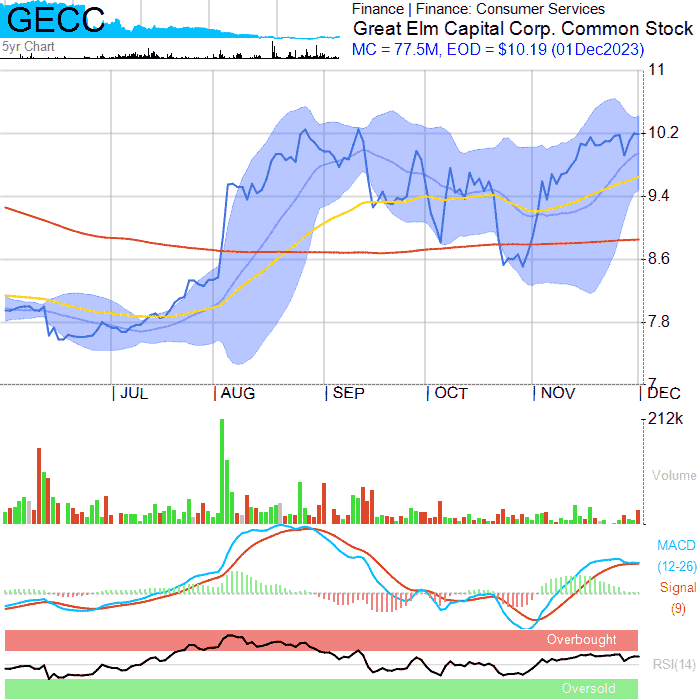 GECC
5yr Chart
Finance | Finance: Consumer Services
Great Elm Capital Corp. Common Stock
MC = 77.5M, EOD = $10.19 (01Dec2023)
11
10.2
9.4
8.6
7.8
7
JUL
AUG
SEP
OCT
NOV
DEC
212k
Volume
MACD
(12-26)
Signal
(9)
Overbought
RSI(14)
Oversold